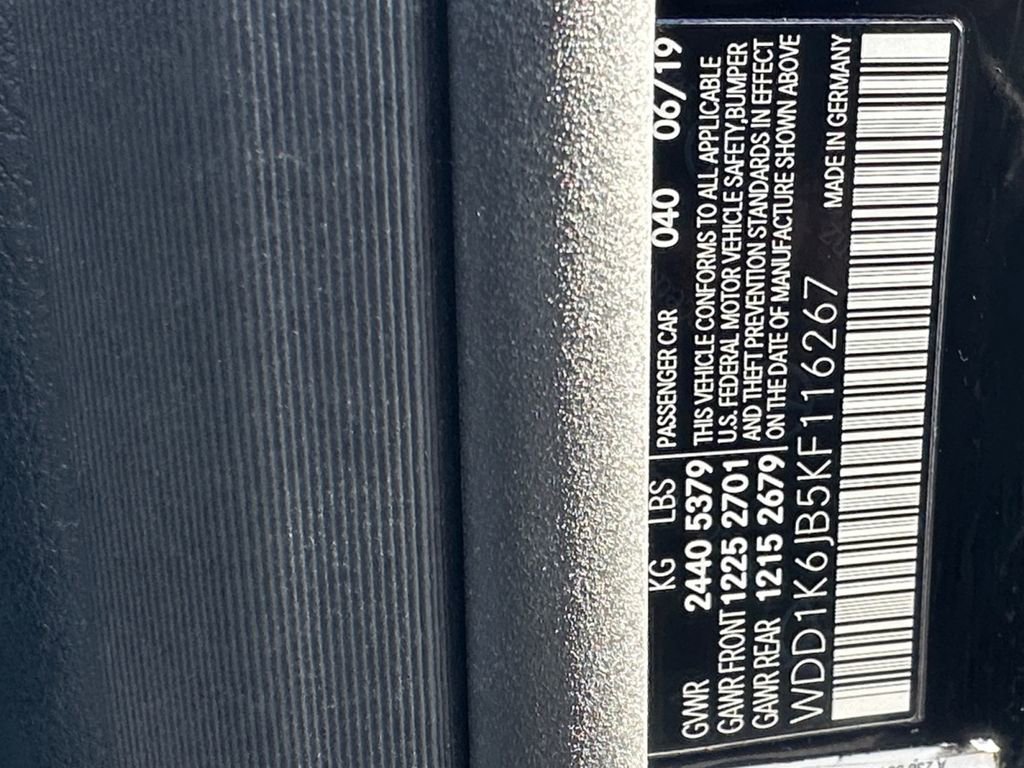 PASSENGER CAR 040 06/19
KG LBS
GVWR 2440 5379
GAWR FRONT 1225 2701
GAWR REAR 1215 2679
THIS VEHICLE CONFORMS TO ALL APPLICABLE
U.S. FEDERAL MOTOR VEHICLE SAFETY,BUMPER
AND THEFT PREVENTION STANDARDS IN EFFECT
ON THE DATE OF MANUFACTURE SHOWN ABOVE
WDD1K6JB5KF116267
MADE IN GERMANY